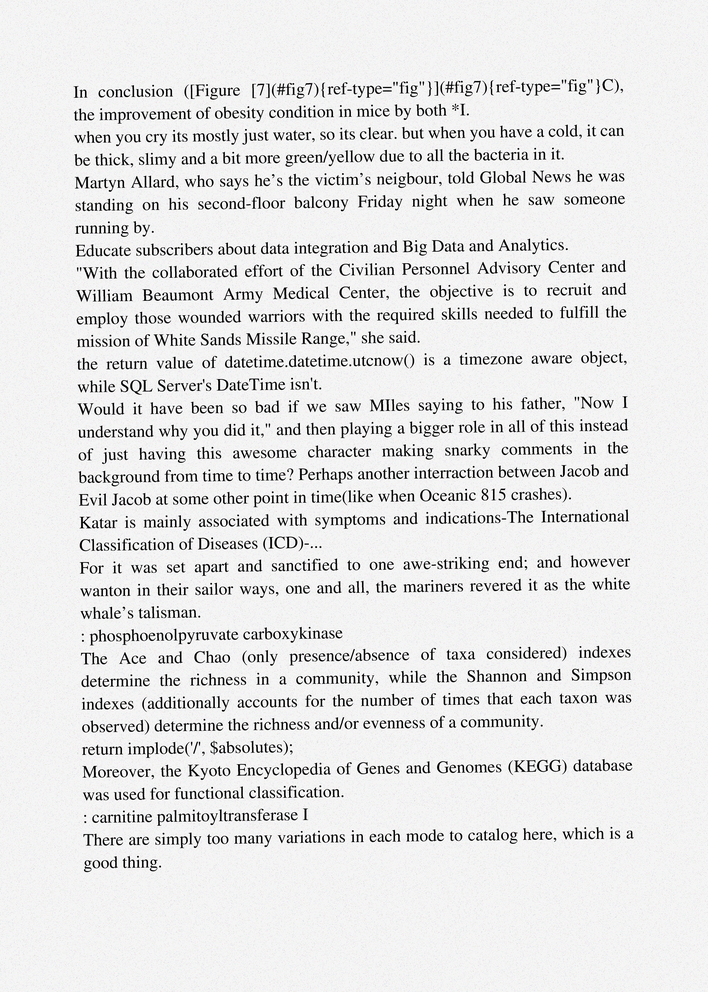 In conclusion ([Figure [7](#fig7){ref-type="fig"}](#fig7){ref-type="fig"}C),
the improvement of obesity condition in mice by both *I.
when you cry its mostly just water, so its clear. but when you have a cold, it can
be thick, slimy and a bit more green/yellow due to all the bacteria in it.
Martyn Allard, who says he’s the victim’s neigbour, told Global News he was
standing on his second-floor balcony Friday night when he saw someone
running by.
Educate subscribers about data integration and Big Data and Analytics.
"With the collaborated effort of the Civilian Personnel Advisory Center and
William Beaumont Army Medical Center, the objective is to recruit and
employ those wounded warriors with the required skills needed to fulfill the
mission of White Sands Missile Range," she said.
the return value of datetime.datetime.utcnow() is a timezone aware object,
while SQL Server's DateTime isn't.
Would it have been so bad if we saw MIles saying to his father, "Now I
understand why you did it," and then playing a bigger role in all of this instead
of just having this awesome character making snarky comments in the
background from time to time? Perhaps another interraction between Jacob and
Evil Jacob at some other point in time(like when Oceanic 815 crashes).
Katar is mainly associated with symptoms and indications-The International
Classification of Diseases (ICD)-...
For it was set apart and sanctified to one awe-striking end; and however
wanton in their sailor ways, one and all, the mariners revered it as the white
whale’s talisman.
: phosphoenolpyruvate carboxykinase
The Ace and Chao (only presence/absence of taxa considered) indexes
determine the richness in a community, while the Shannon and Simpson
indexes (additionally accounts for the number of times that each taxon was
observed) determine the richness and/or evenness of a community.
return implode('/', $absolutes);
Moreover, the Kyoto Encyclopedia of Genes and Genomes (KEGG) database
was used for functional classification.
: carnitine palmitoyltransferase I
There are simply too many variations in each mode to catalog here, which is a
good thing.